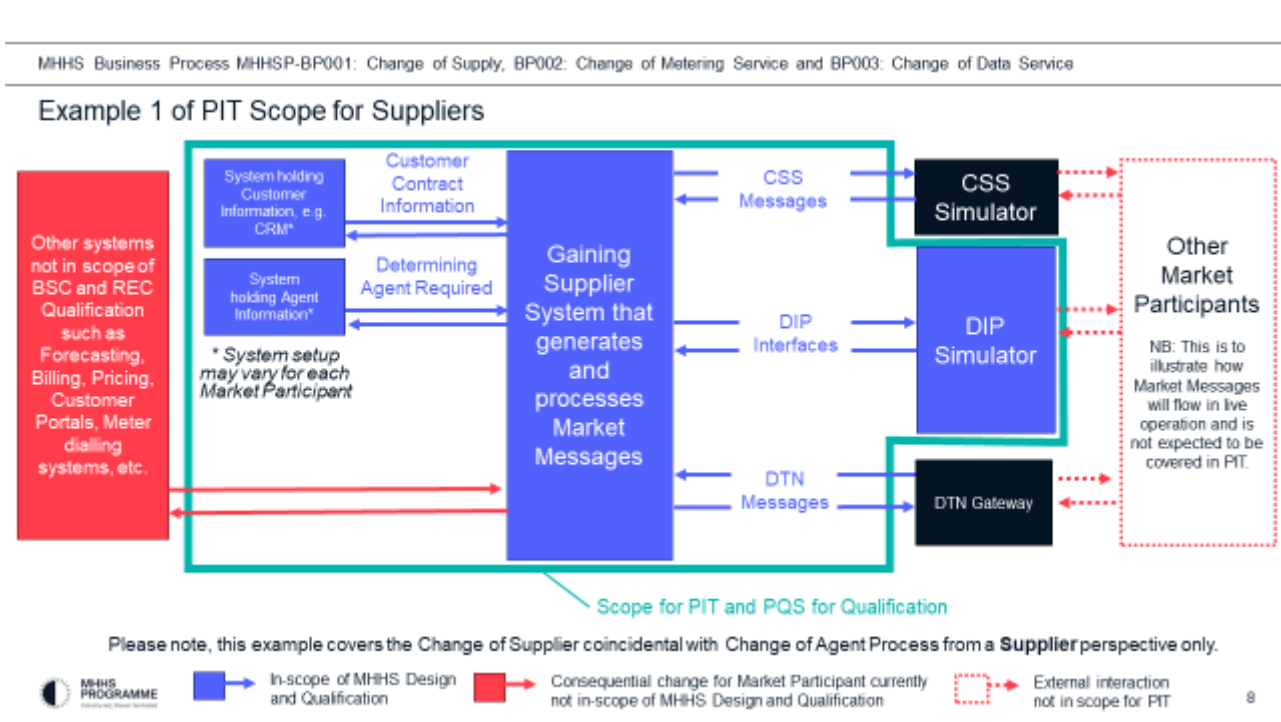 MHHS Business Process MHHSP-BP001: Change of Supply, BP002: Change of Metering Service and BP003: Change of Data Service
Example 1 of PIT Scope for Suppliers
Other systems
not in scope of
BSC and REC
Qualification
such as
Forecasting,
Billing, Pricing,
Customer
Portals, Meter
dialling
systems, etc.
System holding
Customer
Information, e.g.
CRM*
Customer
Contract
Information
System
holding Agent
Information*
Determining
Agent Required
* System setup
may vary for each
Market Participant
Gaining
Supplier
System that
generates
and
processes
Market
Messages
CSS
Messages
DIP
Interfaces
DTN
Messages
CSS
Simulator
DIP
Simulator
DTN Gateway
Other
Market
Participants
NB: This is to
illustrate how
Market Messages
will flow in live
operation and is
not expected to be
covered in PIT.
Scope for PIT and PQS for Qualification
Please note, this example covers the Change of Supplier coincidental with Change of Agent Process from a Supplier perspective only.
MHHS
PROGRAMME
In-scope of MHHS Design
and Qualification
Consequential change for Market Participant currently
not in-scope of MHHS Design and Qualification
External interaction
not in scope for PIT
8